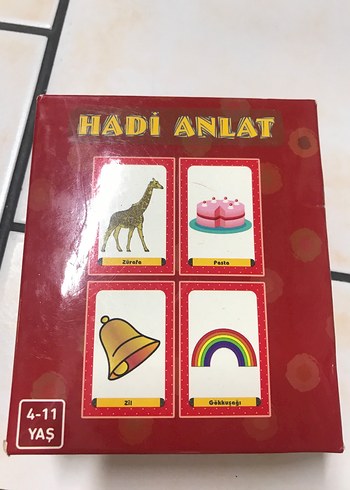 HADİ ANLAT
Zürafa
Pasta
Zil
Gökkuşağı
4-11
YAŞ